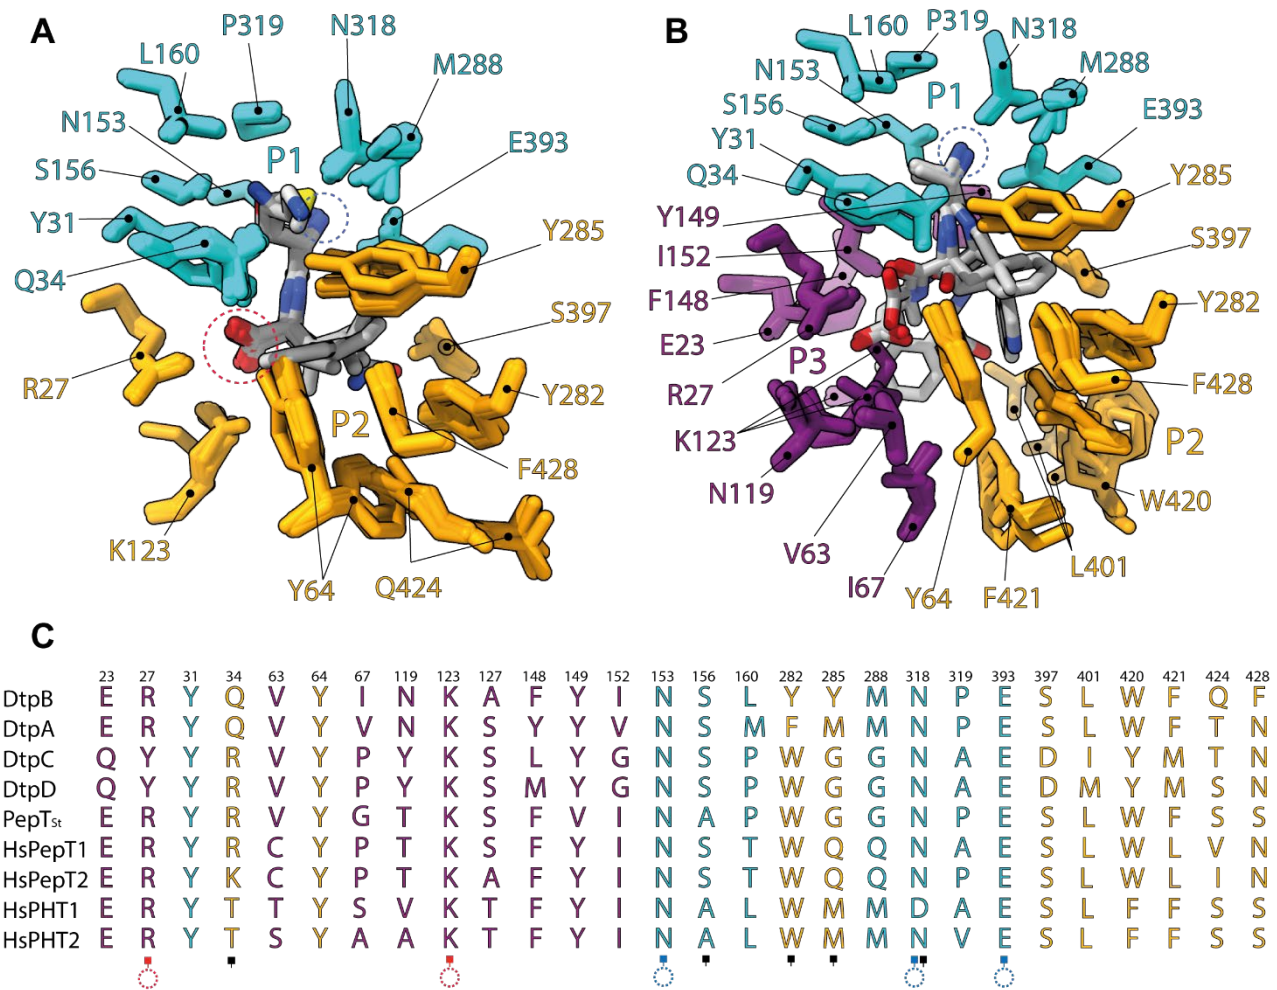 A
P319
N318
L160
M288
N153
P1
E393
S156
Y31
Y285
Q34
S397
R27
Y282
P2
F428
K123
Y64
Q424
B
L160
P319
N318
N153
P1
M288
S156
E393
Y31
Q34
Y285
Y149
S397
I152
F148
Y282
E23
P3
R27
F428
K123
P2
N119
W420
V63
L401
I67
Y64
F421
C
23 27 31 34 63 64 67 119 123 127 148 149 152 153 156 160 282 285 288 318 319 393 397 401 420 421 424 428
DtpB E R Y Q V Y I N K A F Y I N S L Y Y M N P E S L W F Q F
DtpA E R Y Q V Y V N K S Y Y V N S M F M M N P E S L W F T N
DtpC Q Y Y R V Y P Y K S L Y G N S P W G G N A E D I Y M T N
DtpD Q Y Y R V Y P Y K S M Y G N S P W G G N A E D M Y M S N
PepTSt E R Y R V Y G T K S F V I N A P W G G N P E S L W F S S
HsPepT1 E R Y R C Y P T K S F Y I N S T W Q Q N A E S L W L V N
HsPepT2 E R Y K C Y P T K A F Y I N S T W Q Q N P E S L W L I N
HsPHT1 E R Y T T Y S V K T F Y I N A L W M M D A E S L F F S S
HsPHT2 E R Y T S Y A A K T F Y I N A L W M M N V E S L F F S S